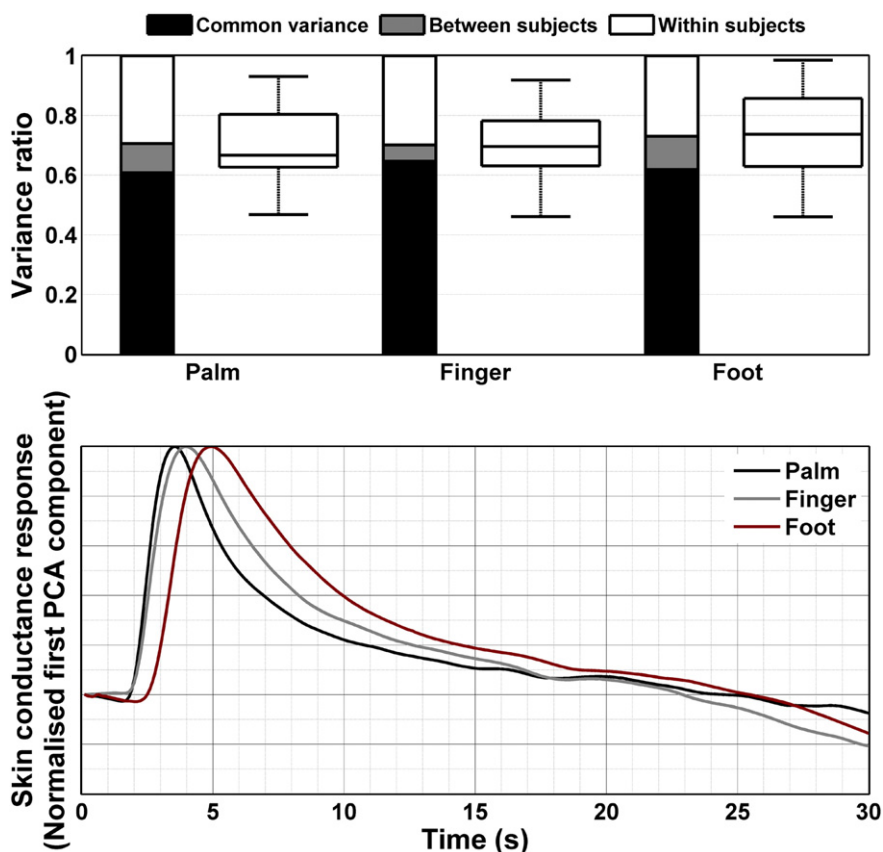 Common variance Between subjects Within subjects
Variance ratio
1
0.8
0.6
0.4
0.2
0
Palm Finger Foot
Skin conductance response
(Normalised first PCA component)
Palm
Finger
Foot
0 5 10 15 20 25 30
Time (s)